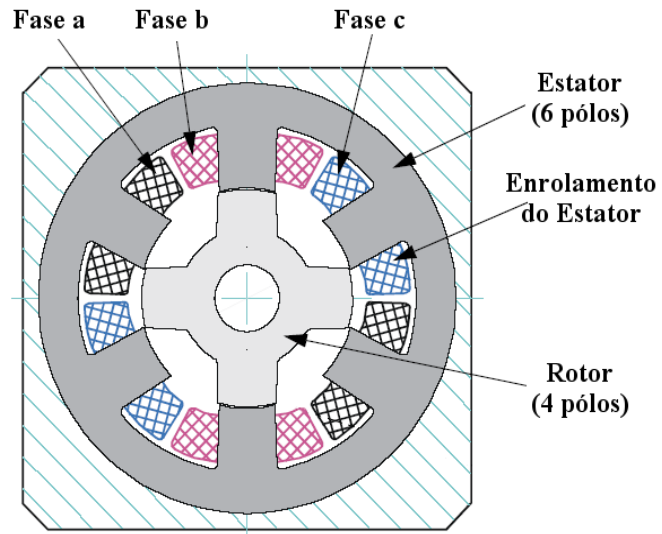 Fase a
Fase b
Fase c
Estator
(6 pólos)
Enrolamento
do Estator
Rotor
(4 pólos)